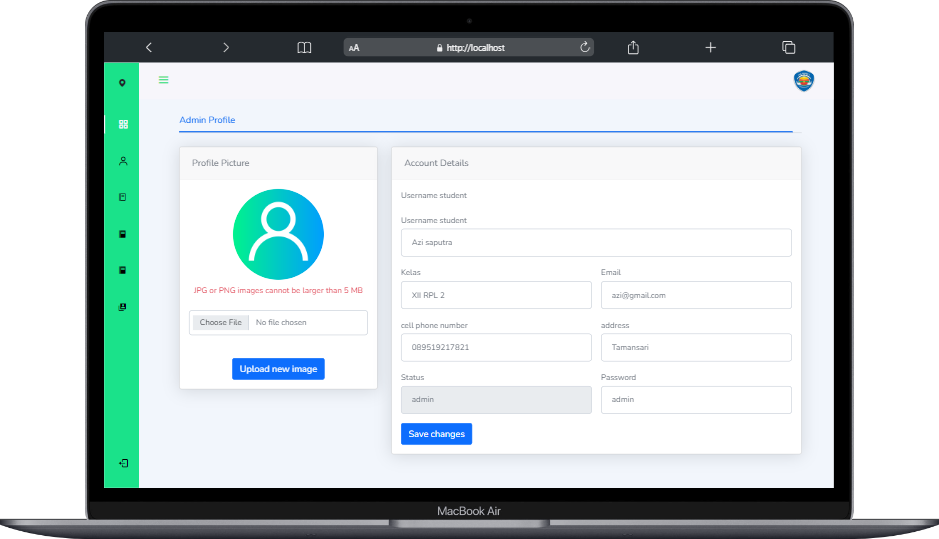 AA
http://localhost
Admin Profile
Profile Picture
JPG or PNG images cannot be larger than 5 MB
Choose File No file chosen
Upload new image
Account Details
Username student
Username student
Azi saputra
Kelas
Email
XII RPL 2
azi@gmail.com
cell phone number
address
089519217821
Tamansari
Status
Password
admin
admin
Save changes
MacBook Air